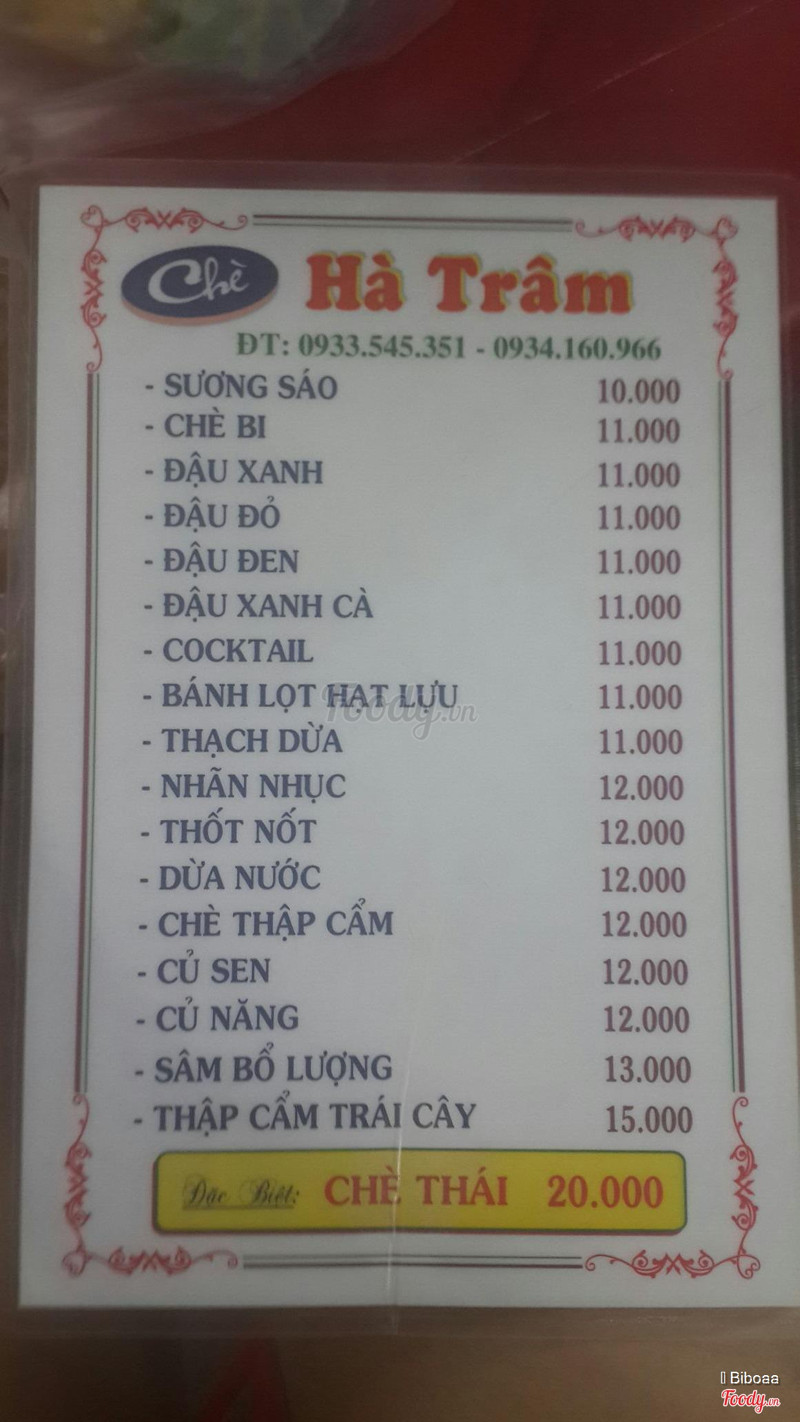 Chè Hà Trâm
ĐT: 0933.545.351 - 0934.160.966
- SƯƠNG SÁO 10.000
- CHÈ BI 11.000
- ĐẬU XANH 11.000
- ĐẬU ĐỎ 11.000
- ĐẬU ĐEN 11.000
- ĐẬU XANH CÀ 11.000
- COCKTAIL 11.000
- BÁNH LỌT HẠT LỰU 11.000
Foody.vn
- THẠCH DỪA 11.000
- NHÃN NHỤC 12.000
- THỐT NỐT 12.000
- DỪA NƯỚC 12.000
- CHÈ THẬP CẨM 12.000
- CỦ SEN 12.000
- CỦ NĂNG 12.000
- SÂM BỔ LƯỢNG 13.000
- THẬP CẨM TRÁI CÂY 15.000
Đặc Biệt: CHÈ THÁI 20.000
Biboaa
Foody.vn